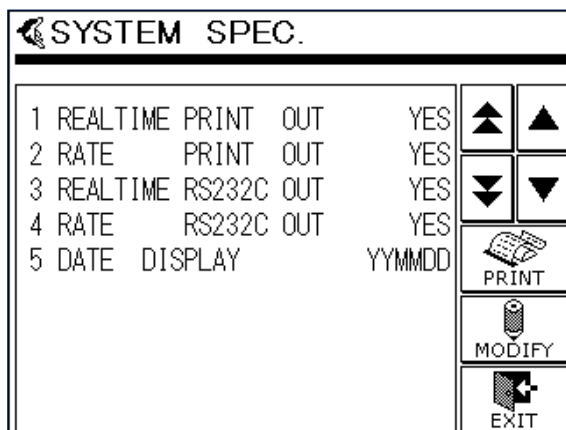 SYSTEM SPEC.
1 REALTIME PRINT OUT YES
2 RATE PRINT OUT YES
3 REALTIME RS232C OUT YES
4 RATE RS232C OUT YES
5 DATE DISPLAY YYMMDD
PRINT
MODIFY
EXIT